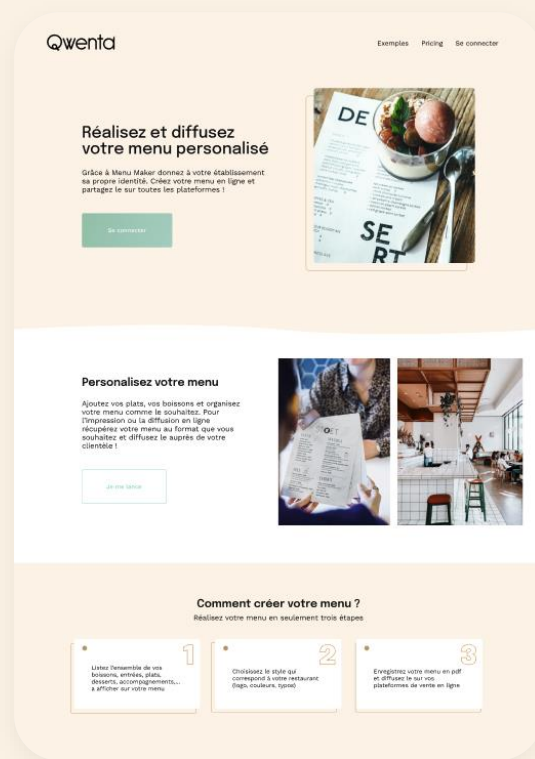 Qwenta
Exemples Pricing Se connecter
Réalisez et diffusez
votre menu personalisé
Grâce à Menu Maker donnez à votre établissement
sa propre identité. Créez votre menu en ligne et
partagez le sur toutes les plateformes !
Se connecter
DE
SE
RT
Personalisez votre menu
Ajoutez vos plats, vos boissons et organisez
votre menu comme le souhaitez. Pour
l'impression ou la diffusion en ligne
récupérez votre menu au format que vous
souhaitez et diffusez le auprès de votre
clientèle !
Je me lance
Comment créer votre menu ?
Réalisez votre menu en seulement trois étapes
1
Listez l'ensemble de vos
boissons, entrées, plats,
desserts, accompagnements,...
à afficher sur votre menu
2
Choisissez le style qui
correspond à votre restaurant
(logo, couleurs, typos)
3
Enregistrez votre menu en pdf
et diffusez le sur vos
plateformes de vente en ligne